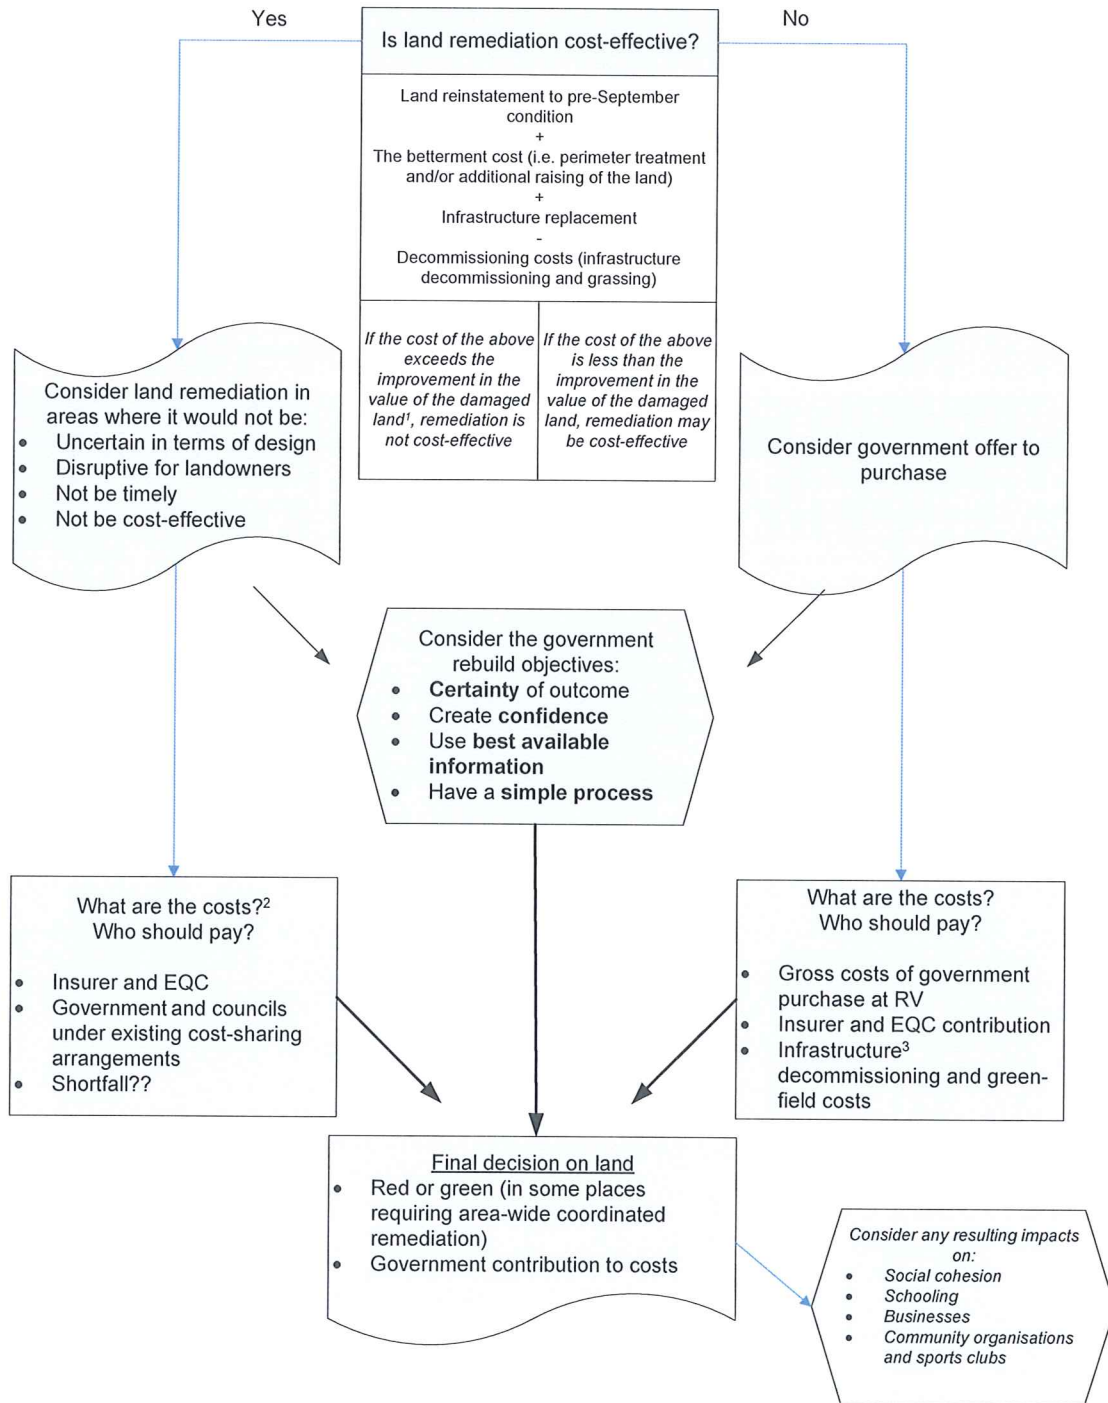 Yes
No
Is land remediation cost-effective?
Land reinstatement to pre-September
condition
+
The betterment cost (i.e. perimeter treatment
and/or additional raising of the land)
+
Infrastructure replacement
-
Decommissioning costs (infrastructure
decommissioning and grassing)
If the cost of the above
exceeds the
improvement in the
value of the damaged
land¹, remediation is
not cost-effective
If the cost of the above
is less than the
improvement in the
value of the damaged
land, remediation may
be cost-effective
Consider land remediation in
areas where it would not be:
• Uncertain in terms of design
• Disruptive for landowners
• Not be timely
• Not be cost-effective
Consider government offer to
purchase
Consider the government
rebuild objectives:
• Certainty of outcome
• Create confidence
• Use best available
information
• Have a simple process
What are the costs?²
Who should pay?
• Insurer and EQC
• Government and councils
under existing cost-sharing
arrangements
• Shortfall??
What are the costs?
Who should pay?
• Gross costs of government
purchase at RV
• Insurer and EQC contribution
• Infrastructure³
decommissioning and green-
field costs
Final decision on land
• Red or green (in some places
requiring area-wide coordinated
remediation)
• Government contribution to costs
Consider any resulting impacts
on:
• Social cohesion
• Schooling
• Businesses
• Community organisations
and sports clubs